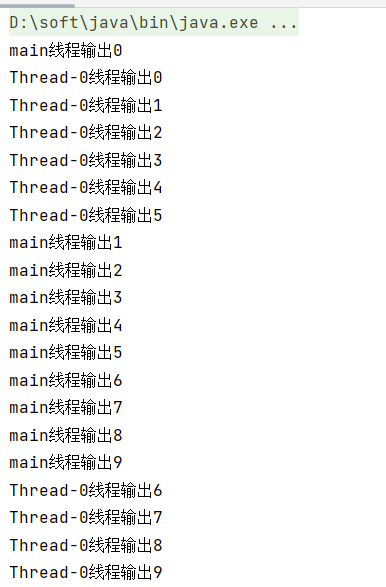 D:\soft\java\bin\java.exe ...
main线程输出0
Thread-0线程输出0
Thread-0线程输出1
Thread-0线程输出2
Thread-0线程输出3
Thread-0线程输出4
Thread-0线程输出5
main线程输出1
main线程输出2
main线程输出3
main线程输出4
main线程输出5
main线程输出6
main线程输出7
main线程输出8
main线程输出9
Thread-0线程输出6
Thread-0线程输出7
Thread-0线程输出8
Thread-0线程输出9